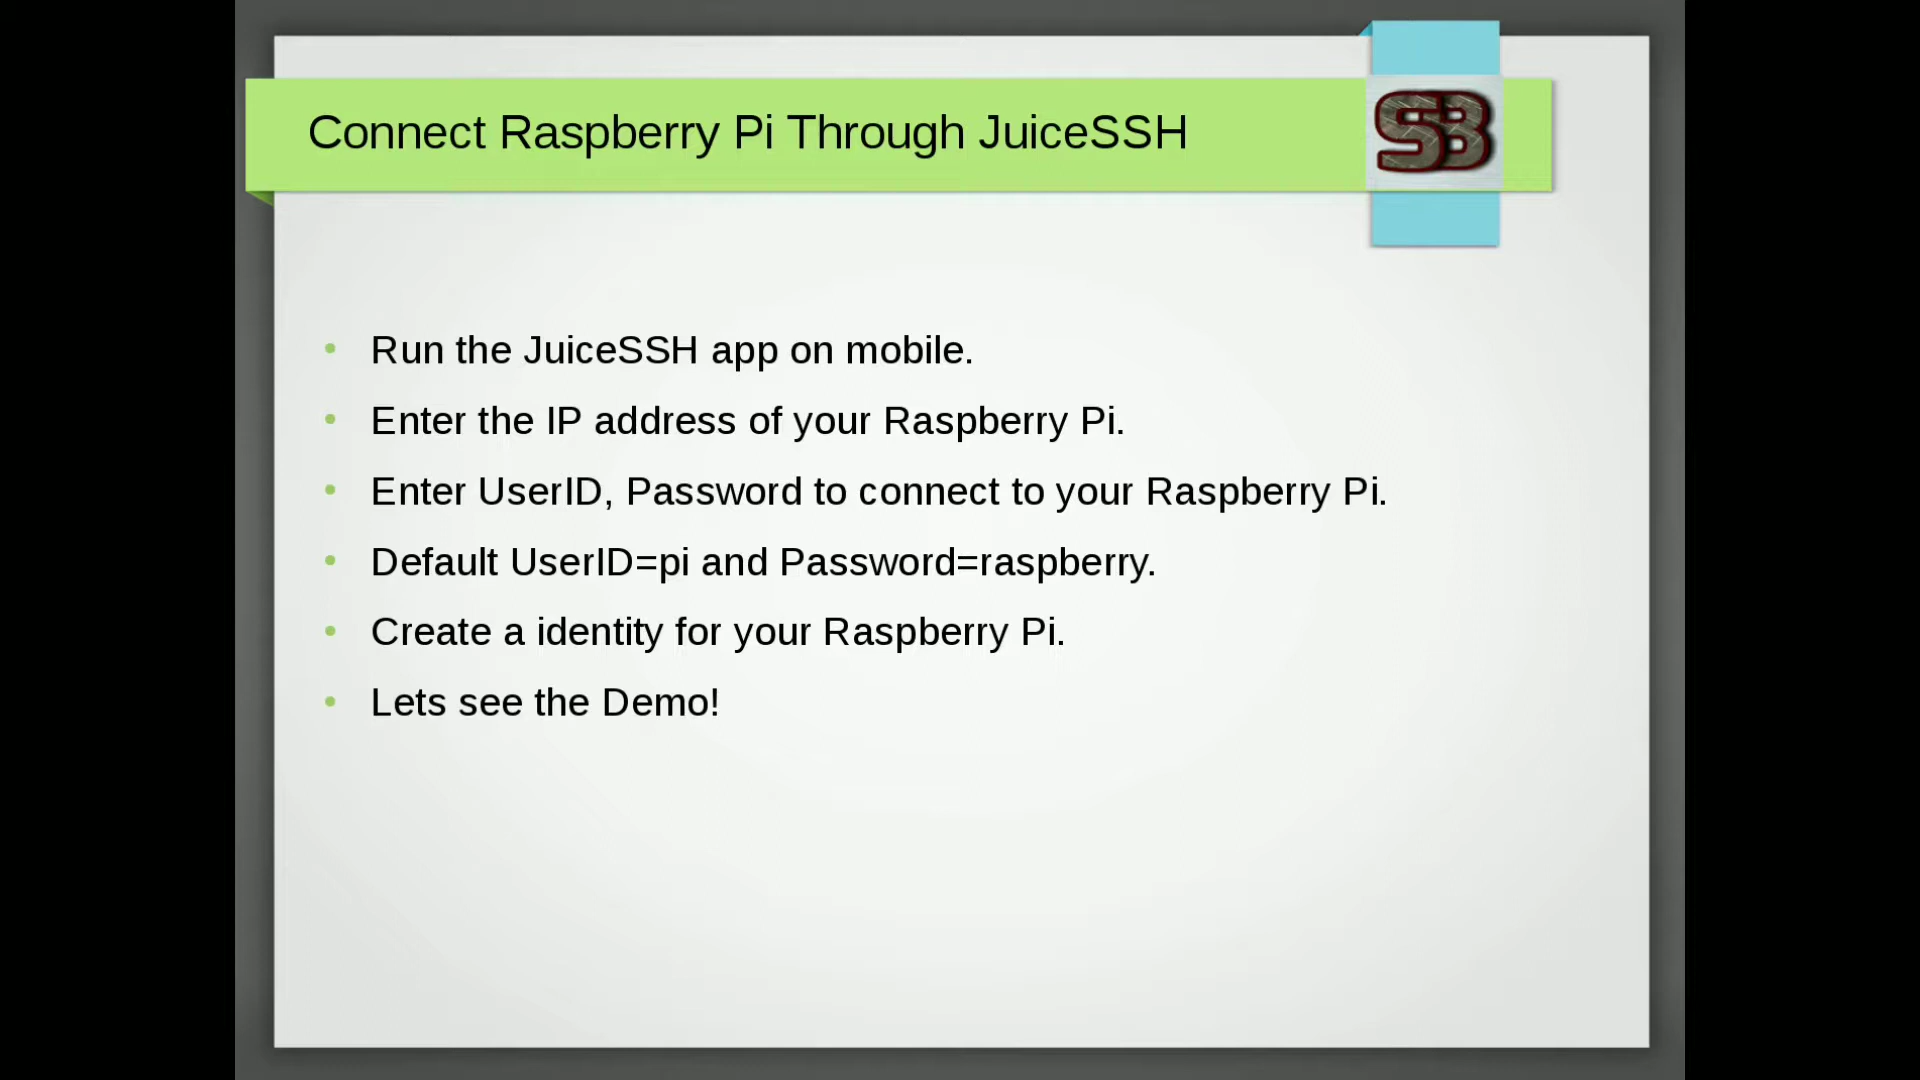 Connect Raspberry Pi Through JuiceSSH
SB
Run the JuiceSSH app on mobile.
Enter the IP address of your Raspberry Pi.
Enter UserID, Password to connect to your Raspberry Pi.
Default UserID=pi and Password=raspberry.
Create a identity for your Raspberry Pi.
Lets see the Demo!